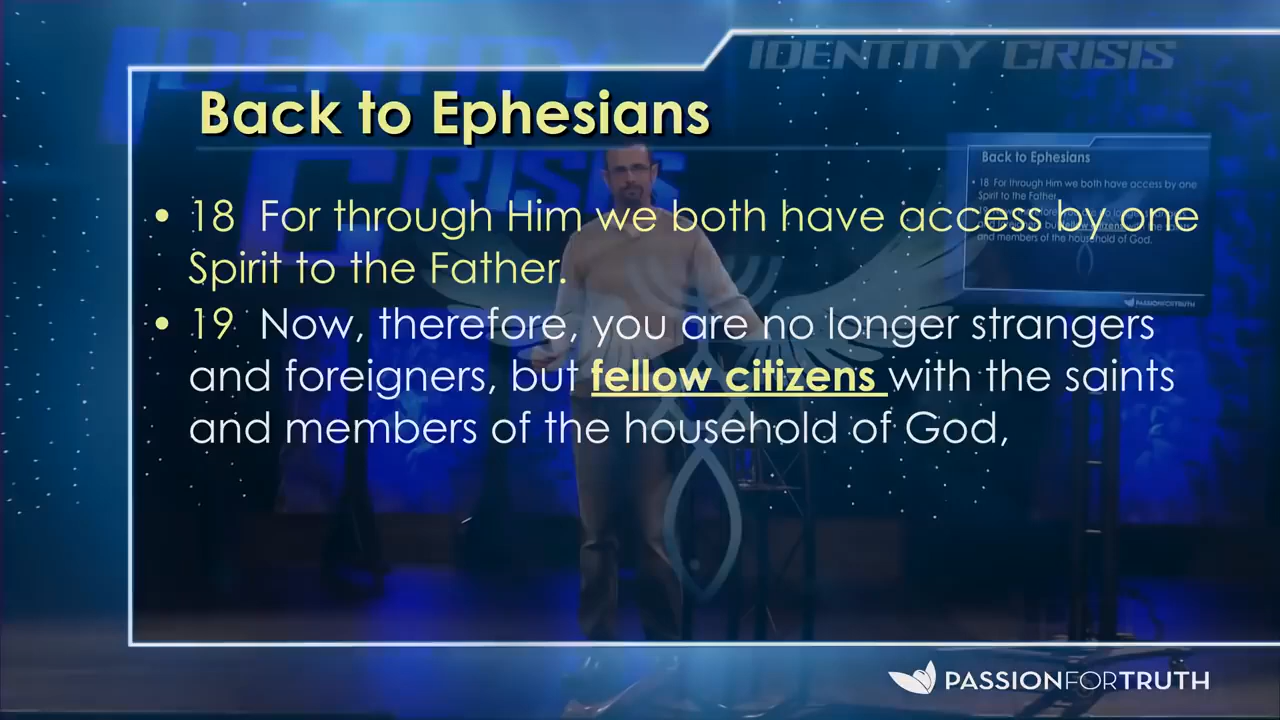 IDENTITY CRISIS
IDENTITY
CRISIS
Back to Ephesians
• 18 For through Him we both have access by one
Spirit to the Father.
• 19 Now, therefore, you are no longer strangers
and foreigners, but fellow citizens with the saints
and members of the household of God,
Back to Ephesians
• 18 For through Him we both have access by one
Spirit to the Father.
and members of the household of God.
PASSIONFORTRUTH
PASSIONFORTRUTH